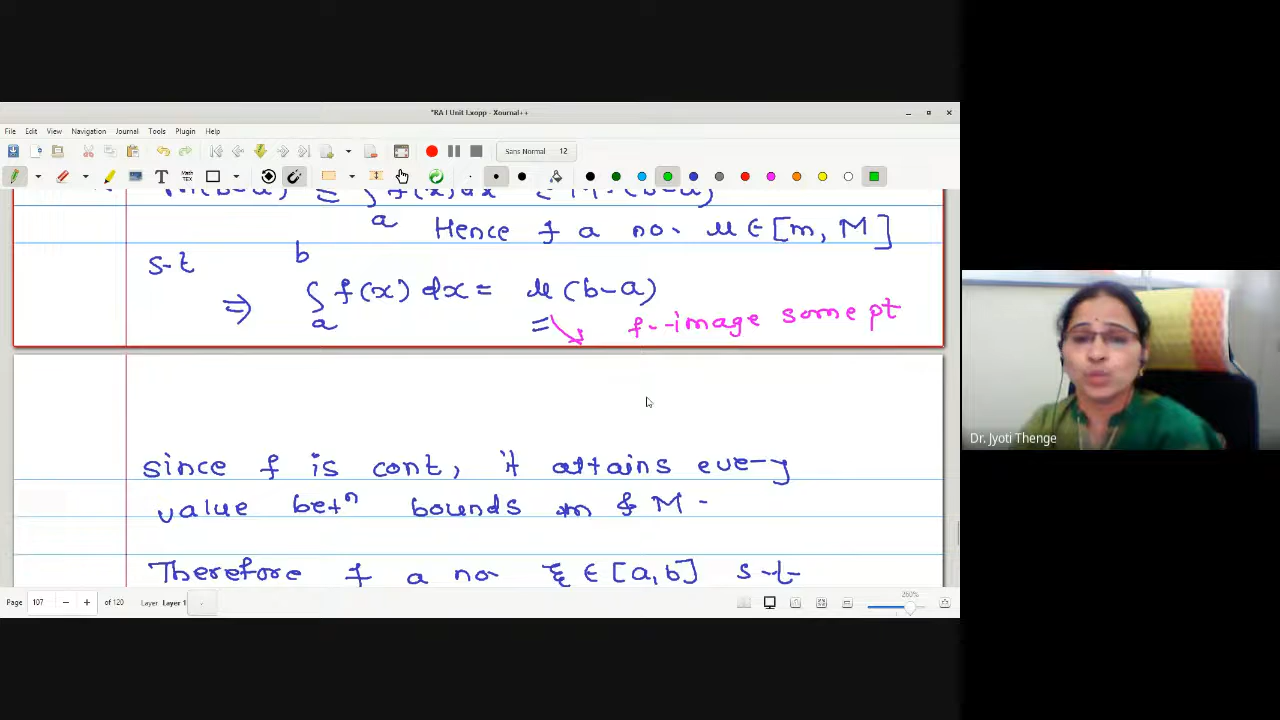 *RA I Unit I.xopp - Xournal++
File Edit View Navigation Journal Tools Plugin Help
Sans Normal 12
m(b-a) ≤ ∫ f(x)dx ≤ M·(b-a)
a
Hence ∃ a no. μ ∈ [m, M]
s-t
b
⇒ ∫ f(x) dx = μ (b-a)
a
= f--image some pt
Dr. Jyoti Thenge
since f is cont, it attains every
value betⁿ bounds m & M -
Therefore ∃ a no ξ ∈ [a, b] s-t
Page 107 of 120 Layer Layer 1 260%